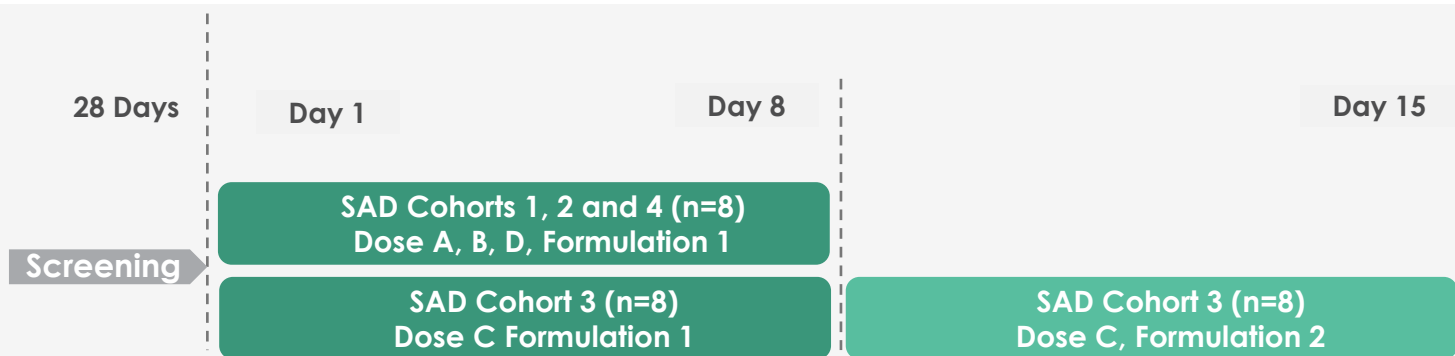 28 Days
Day 1
Day 8
Day 15
SAD Cohorts 1, 2 and 4 (n=8)
Dose A, B, D, Formulation 1
Screening
SAD Cohort 3 (n=8)
Dose C Formulation 1
SAD Cohort 3 (n=8)
Dose C, Formulation 2